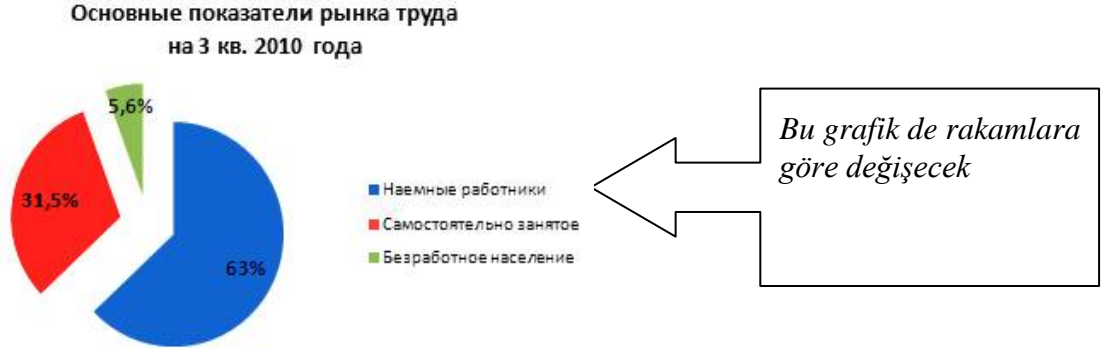 Основные показатели рынка труда
на 3 кв. 2010 года
5,6%
31,5%
63%
Наемные работники
Самостоятельно занятое
Безработное население
Bu grafik de rakamlara
göre değişecek